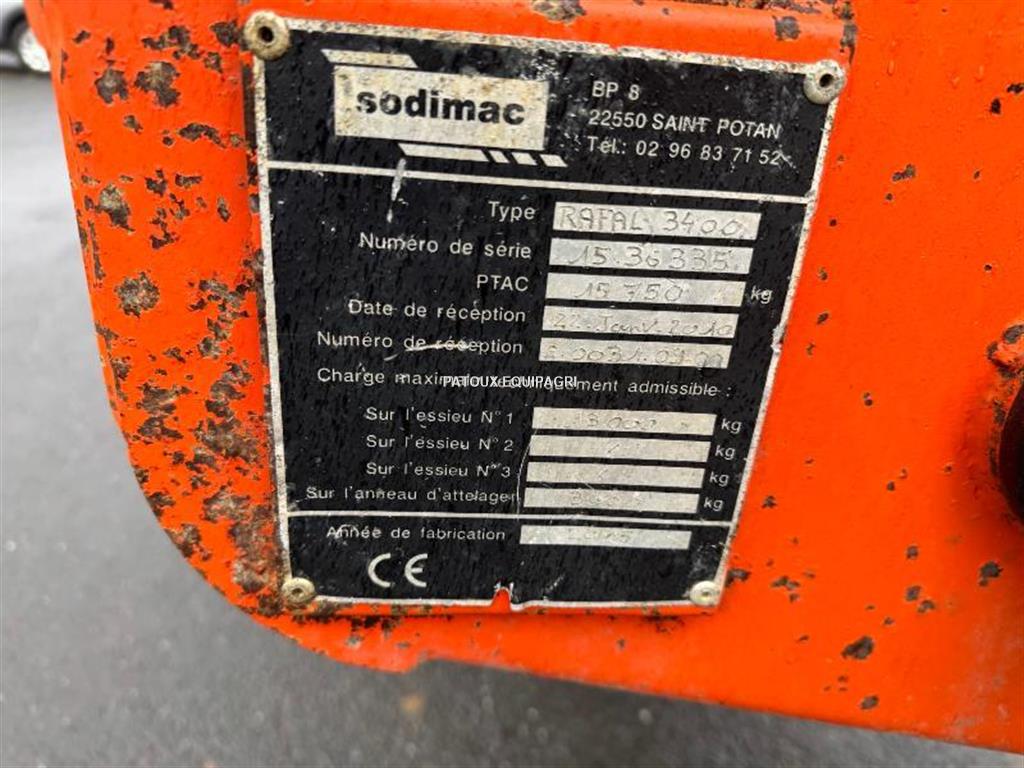 sodimac
BP 8
22550 SAINT POTAN
Tél.: 02 96 83 71 52
Type RAFAL 3400
Numéro de série 15.36335
PTAC 15 750 kg
Date de réception 22 Janv. 2010
Numéro de réception
Charge maximale admissible :
PATOUX EQUIPAGRI
Sur l'essieu N° 1 13000 kg
Sur l'essieu N° 2 kg
Sur l'essieu N° 3 kg
Sur l'anneau d'attelage kg
Année de fabrication
CE